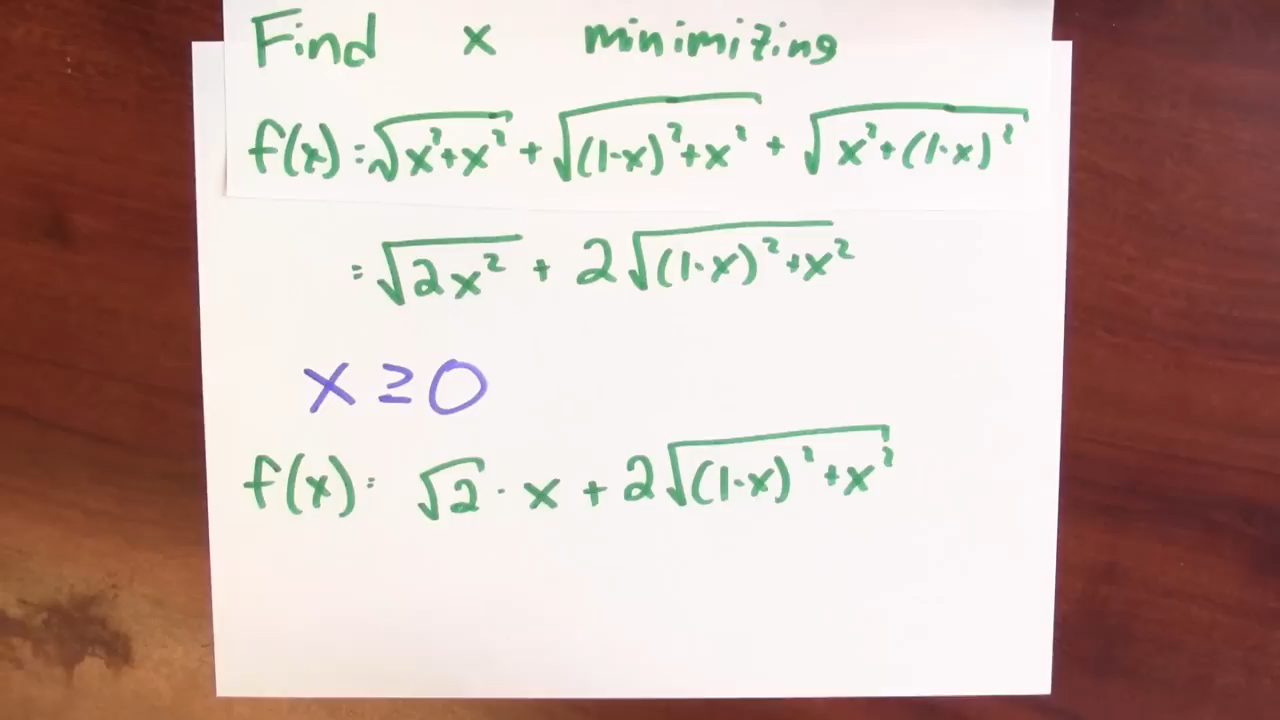 Find x minimizing
f(x) = √(x²+x²) + √((1-x)²+x²) + √(x²+(1-x)²)
= √(2x²) + 2√((1-x)²+x²)
x ≥ 0
f(x) = √2 · x + 2√((1-x)²+x²)